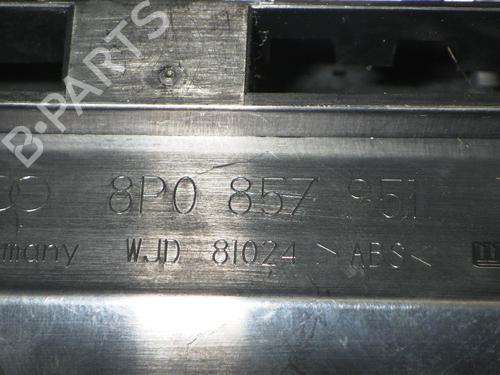 B-PARTS
8P0 857 951
many WJD 81024 >ABS<